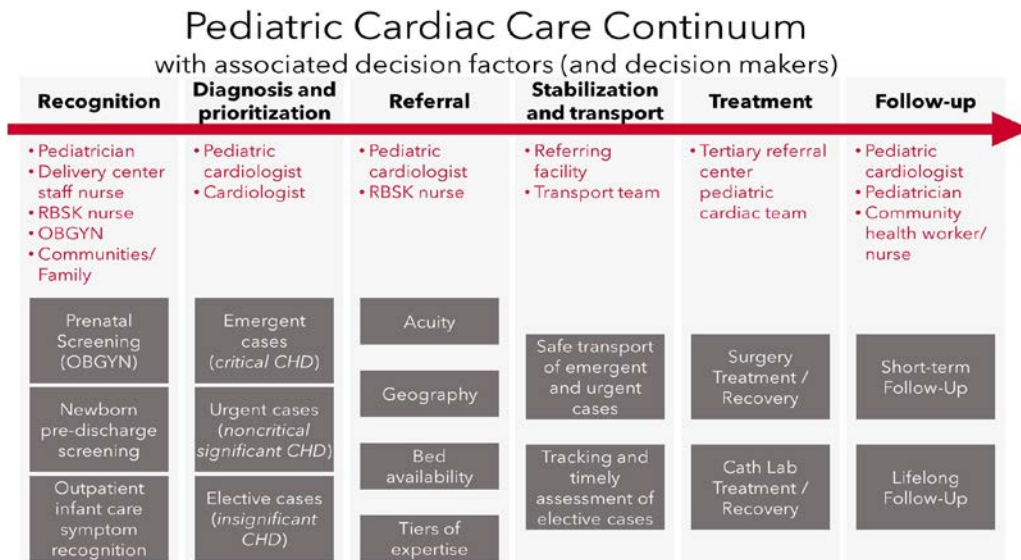 Pediatric Cardiac Care Continuum
with associated decision factors (and decision makers)
Recognition
Diagnosis and
prioritization
Referral
Stabilization
and transport
Treatment
Follow-up
• Pediatrician
• Delivery center
staff nurse
• RBSK nurse
• OBGYN
• Communities/
Family
• Pediatric
cardiologist
• Cardiologist
• Pediatric
cardiologist
• RBSK nurse
• Referring
facility
• Transport team
• Tertiary referral
center
pediatric
cardiac team
• Pediatric
cardiologist
• Pediatrician
• Community
health worker/
nurse
Prenatal
Screening
(OBGYN)
Newborn
pre-discharge
screening
Outpatient
infant care
symptom
recognition
Emergent
cases
(critical CHD)
Urgent cases
(noncritical
significant CHD)
Elective cases
(insignificant
CHD)
Acuity
Geography
Bed
availability
Tiers of
expertise
Safe transport
of emergent
and urgent
cases
Tracking and
timely
assessment of
elective cases
Surgery
Treatment /
Recovery
Cath Lab
Treatment /
Recovery
Short-term
Follow-Up
Lifelong
Follow-Up